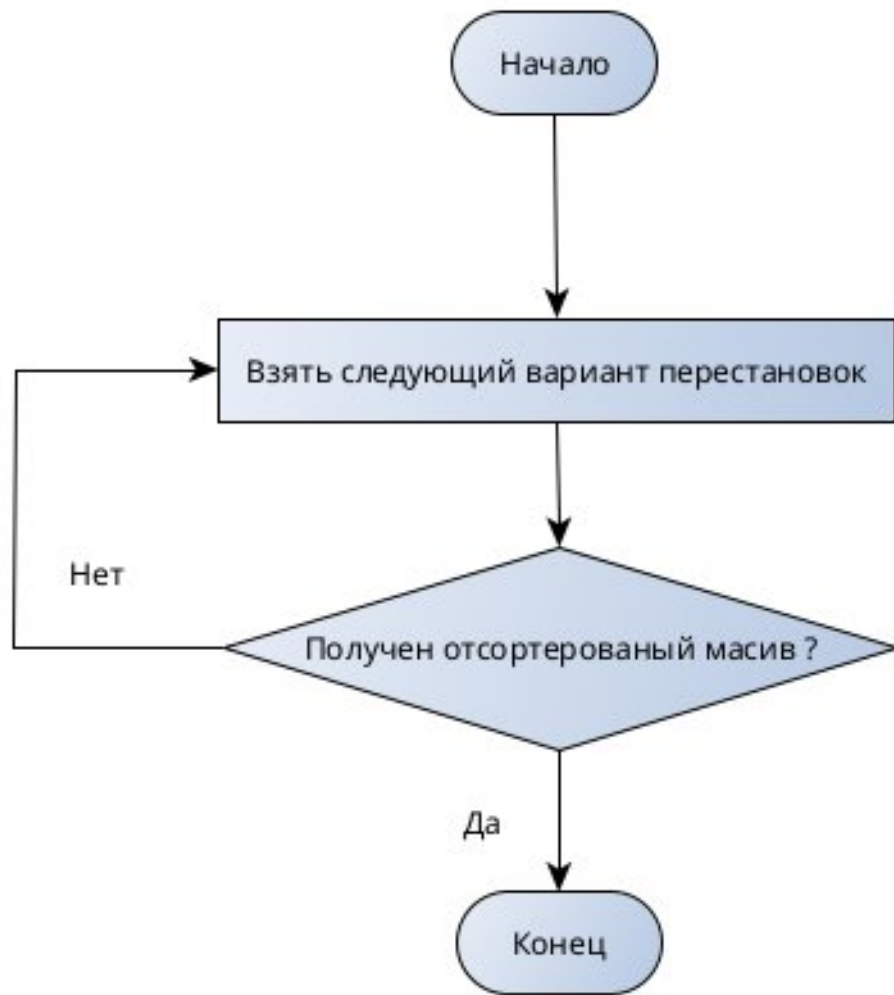 Начало
Взять следующий вариант перестановок
Нет
Получен отсортерованый масив ?
Да
Конец